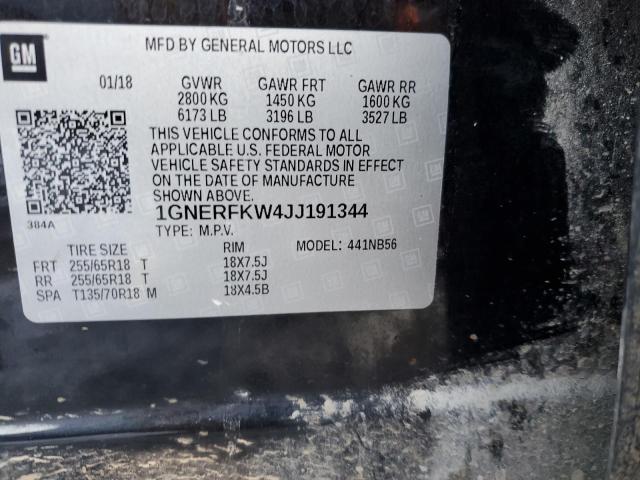 GM
MFD BY GENERAL MOTORS LLC
01/18 GVWR GAWR FRT GAWR RR
2800 KG 1450 KG 1600 KG
6173 LB 3196 LB 3527 LB
THIS VEHICLE CONFORMS TO ALL
APPLICABLE U.S. FEDERAL MOTOR
VEHICLE SAFETY STANDARDS IN EFFECT
ON THE DATE OF MANUFACTURE
SHOWN ABOVE.
384A 1GNERFKW4JJ191344
TYPE: M.P.V. MODEL: 441NB56
TIRE SIZE RIM
FRT 255/65R18 T 18X7.5J
RR 255/65R18 T 18X7.5J
SPA T135/70R18 M 18X4.5B